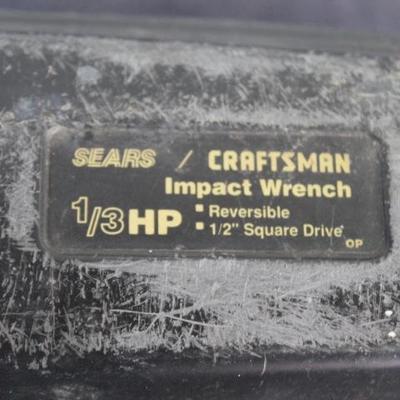 SEARS / CRAFTSMAN
Impact Wrench
1/3 HP
▪ Reversible
▪ 1/2" Square Drive
OP